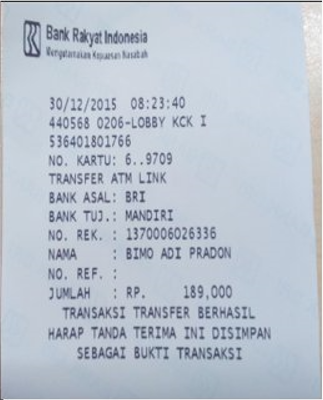 Bank Rakyat Indonesia
Mengutamakan Kepuasan Nasabah
30/12/2015 08:23:40
440568 0206-LOBBY KCK I
536401801766
NO. KARTU: 6..9709
TRANSFER ATM LINK
BANK ASAL: BRI
BANK TUJ.: MANDIRI
NO. REK. : 1370006026336
NAMA : BIMO ADI PRADON
NO. REF. :
JUMLAH : RP. 189,000
TRANSAKSI TRANSFER BERHASIL
HARAP TANDA TERIMA INI DISIMPAN
SEBAGAI BUKTI TRANSAKSI